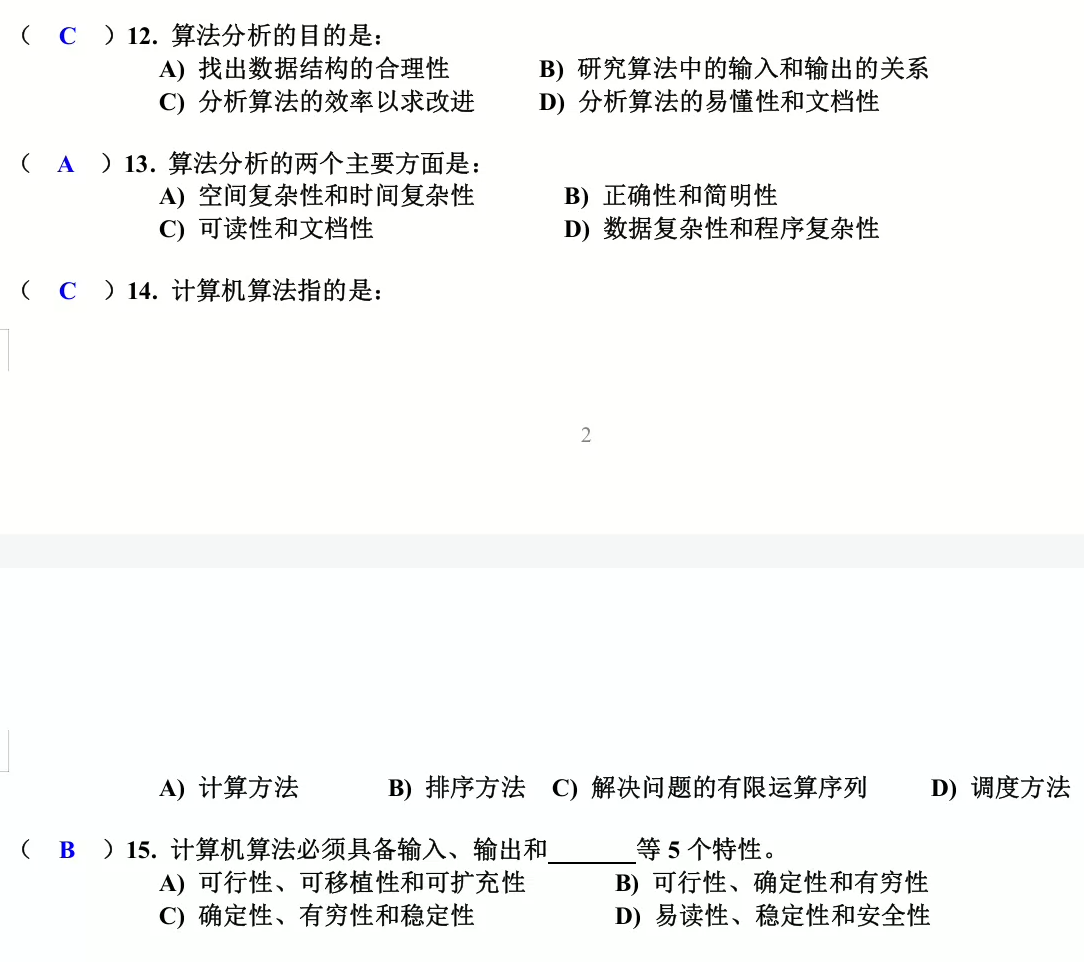 （ C ）12. 算法分析的目的是：
A) 找出数据结构的合理性 B) 研究算法中的输入和输出的关系
C) 分析算法的效率以求改进 D) 分析算法的易懂性和文档性
（ A ）13. 算法分析的两个主要方面是：
A) 空间复杂性和时间复杂性 B) 正确性和简明性
C) 可读性和文档性 D) 数据复杂性和程序复杂性
（ C ）14. 计算机算法指的是：
2
A) 计算方法 B) 排序方法 C) 解决问题的有限运算序列 D) 调度方法
（ B ）15. 计算机算法必须具备输入、输出和_______等 5 个特性。
A) 可行性、可移植性和可扩充性 B) 可行性、确定性和有穷性
C) 确定性、有穷性和稳定性 D) 易读性、稳定性和安全性